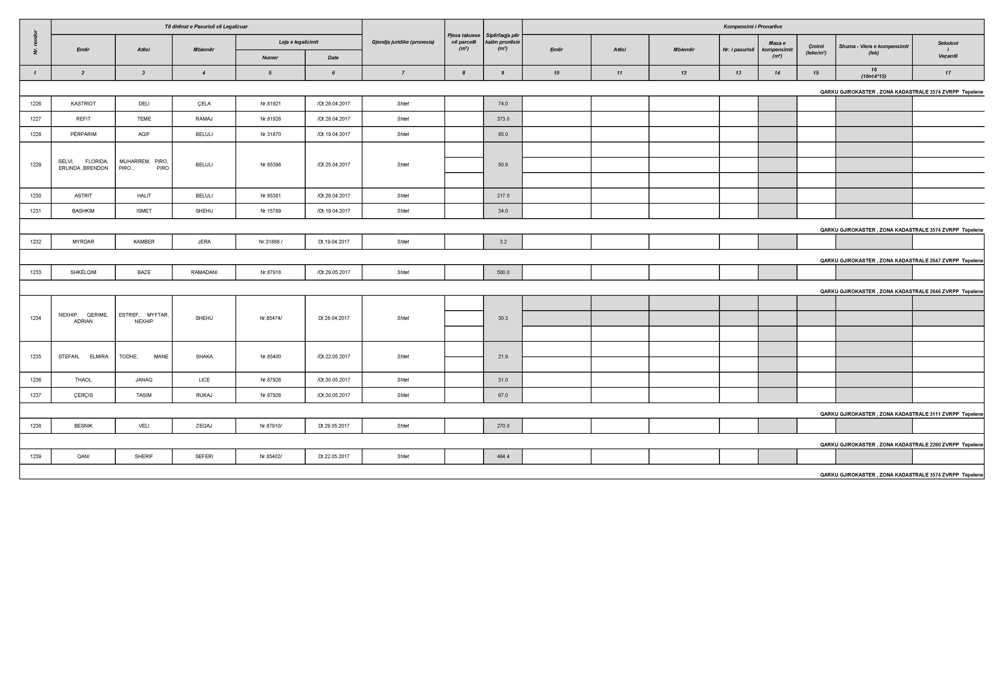 Nr. rendor
Të dhënat e Pasurisë së Legalizuar
Gjendja juridike (pronesia)
Pjesa takuese
në parcelë
(m²)
Sipërfaqja për
kalim pronësie
(m²)
Kompensimi i Pronarëve
Emër
Atësi
Mbiemër
Leja e legalizimit
Numer
Date
Emër
Atësi
Mbiemër
Nr. i pasurisë
Masa e
kompensimit
(m²)
Çmimi
(leke/m²)
Shuma - Vlera e kompensimit
(lek)
Seksioni
i
Veçantë
1 2 3 4 5 6 7 8 9 10 11 12 13 14 15 16 17
(16=14*15)
QARKU GJIROKASTER , ZONA KADASTRALE 3574 ZVRPP Tepelene
1226 KASTRIOT DELI ÇELA Nr.81921 /Dt.28.04.2017 Shtet 74.0
1227 REFIT TEME RAMAJ Nr.81926 /Dt.28.04.2017 Shtet 373.0
1228 PËRPARIM AQIF BELULI Nr.31870 /Dt.19.04.2017 Shtet 85.0
SELVI, FLORIDA, MUHARREM, PIRO,
1229 BELULI Nr.85398 /Dt.25.04.2017 Shtet 50.9
ERLINDA ,BRENDON PIRO , PIRO
1230 ASTRIT HALIT BELULI Nr.85381 /Dt.28.04.2017 Shtet 217.0
1231 BASHKIM ISMET SHEHU Nr.15789 /Dt.19.04.2017 Shtet 34.0
QARKU GJIROKASTER , ZONA KADASTRALE 3574 ZVRPP Tepelene
1232 MYRDAR KAMBER JERA Nr.31888 / Dt.19.04.2017 Shtet 3.2
QARKU GJIROKASTER , ZONA KADASTRALE 2647 ZVRPP Tepelene
1233 SHKËLQIM BAZE RAMADANI Nr.87918 /Dt.29.05.2017 Shtet 500.0
QARKU GJIROKASTER , ZONA KADASTRALE 2646 ZVRPP Tepelene
NEXHIP, QERIME, ESTREF, MYFTAR,
1234 SHEHU Nr.85474/ Dt.28.04.2017 Shtet 30.3
ADRIAN NEXHIP
1235 STEFAN, ELMIRA TODHE, MANE SHAKA Nr.85400 /Dt.22.05.2017 Shtet 21.9
1236 THAOL JANAQ LICE Nr.87926 /Dt.30.05.2017 Shtet 31.0
1237 ÇERÇIS TASIM RUKAJ Nr.87926 /Dt.30.05.2017 Shtet 67.0
QARKU GJIROKASTER , ZONA KADASTRALE 3111 ZVRPP Tepelene
1238 BESNIK VELI ZEQAJ Nr.87910/ Dt.29.05.2017 Shtet 270.0
QARKU GJIROKASTER , ZONA KADASTRALE 2260 ZVRPP Tepelene
1239 QANI SHERIF SEFERI Nr.85402/ Dt.22.05.2017 Shtet 464.4
QARKU GJIROKASTER , ZONA KADASTRALE 3574 ZVRPP Tepelene